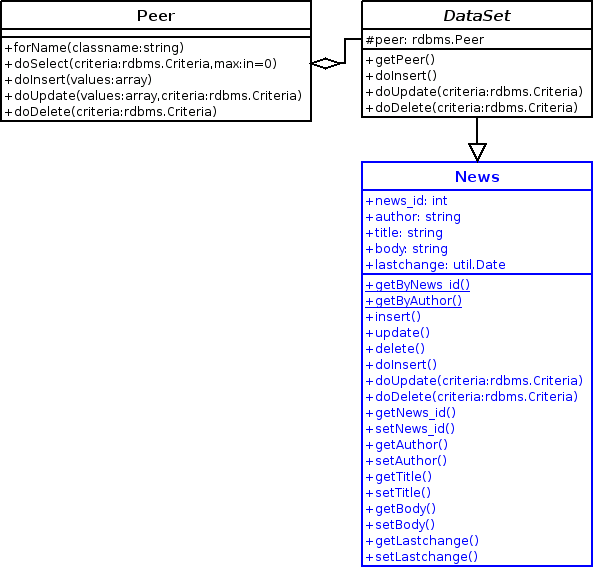 Peer
+forName(classname:string)
+doSelect(criteria:rdbms.Criteria,max:in=0)
+doInsert(values:array)
+doUpdate(values:array,criteria:rdbms.Criteria)
+doDelete(criteria:rdbms.Criteria)
DataSet
#peer: rdbms.Peer
+getPeer()
+doInsert()
+doUpdate(criteria:rdbms.Criteria)
+doDelete(criteria:rdbms.Criteria)
News
+news_id: int
+author: string
+title: string
+body: string
+lastchange: util.Date
+getByNews_id()
+getByAuthor()
+insert()
+update()
+delete()
+doInsert()
+doUpdate(criteria:rdbms.Criteria)
+doDelete(criteria:rdbms.Criteria)
+getNews_id()
+setNews_id()
+getAuthor()
+setAuthor()
+getTitle()
+setTitle()
+getBody()
+setBody()
+getLastchange()
+setLastchange()